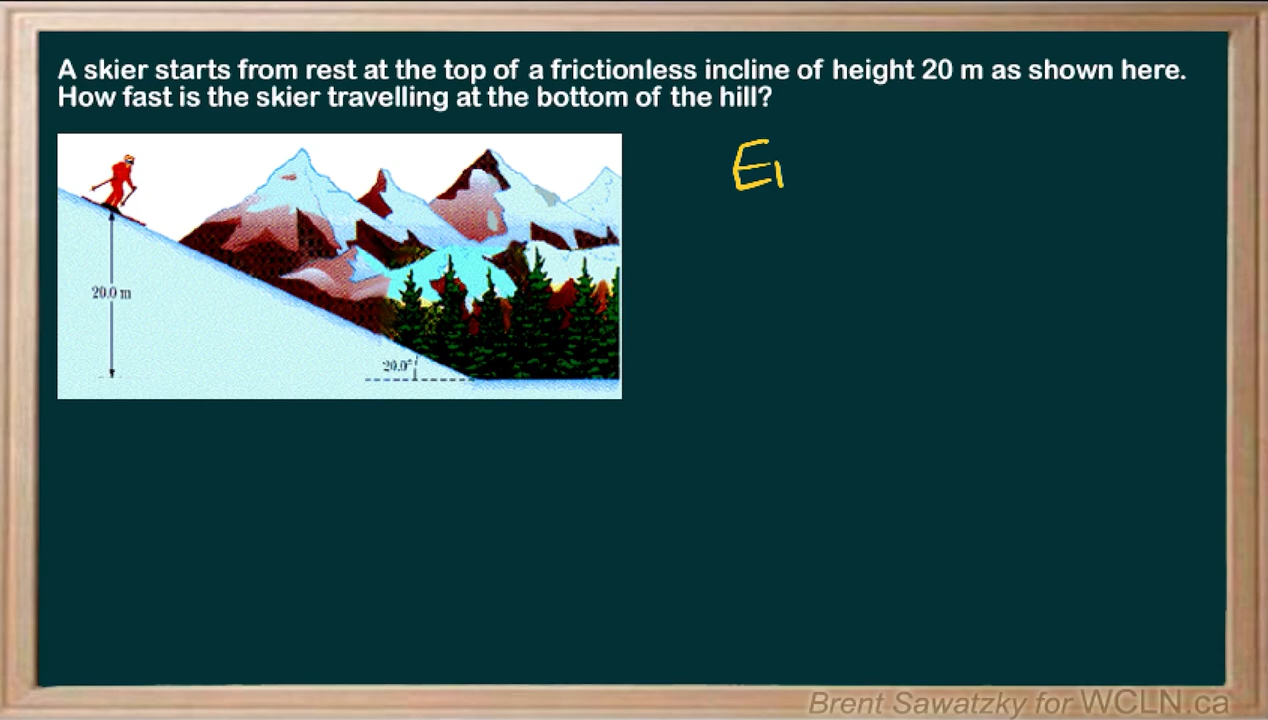 A skier starts from rest at the top of a frictionless incline of height 20 m as shown here.
How fast is the skier travelling at the bottom of the hill?
E1
20.0 m
20.0°
Brent Sawatzky for WCLN.ca